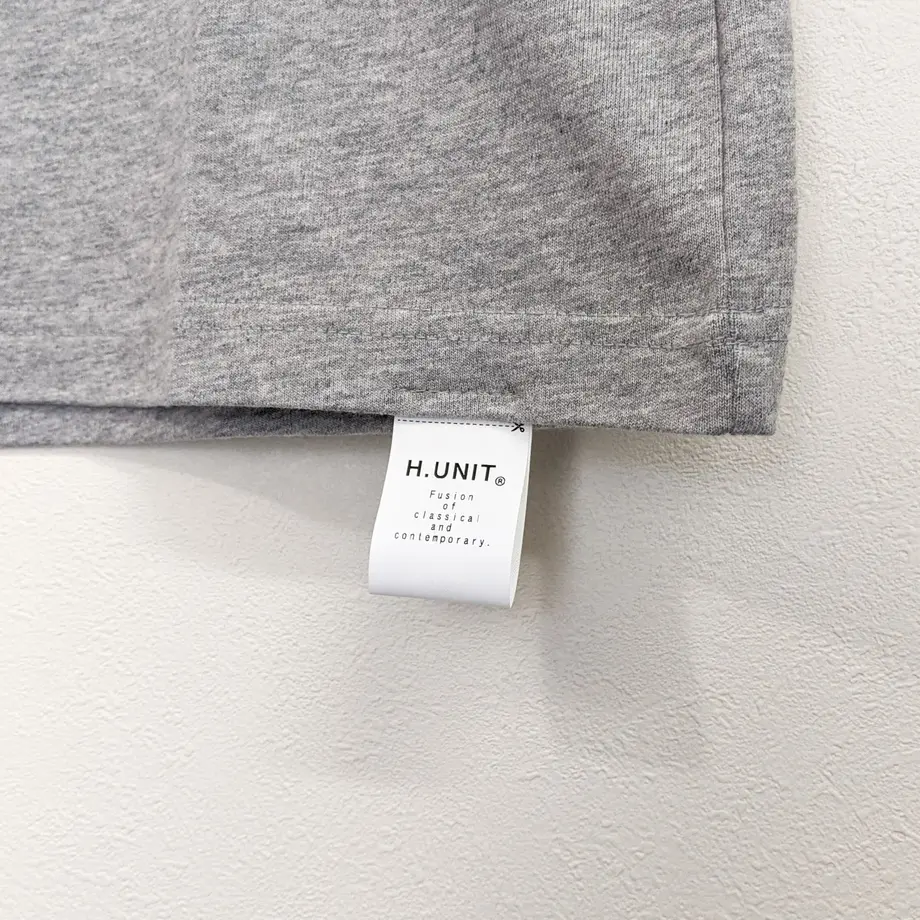 H.UNIT®
Fusion
of
classical
and
contemporary.